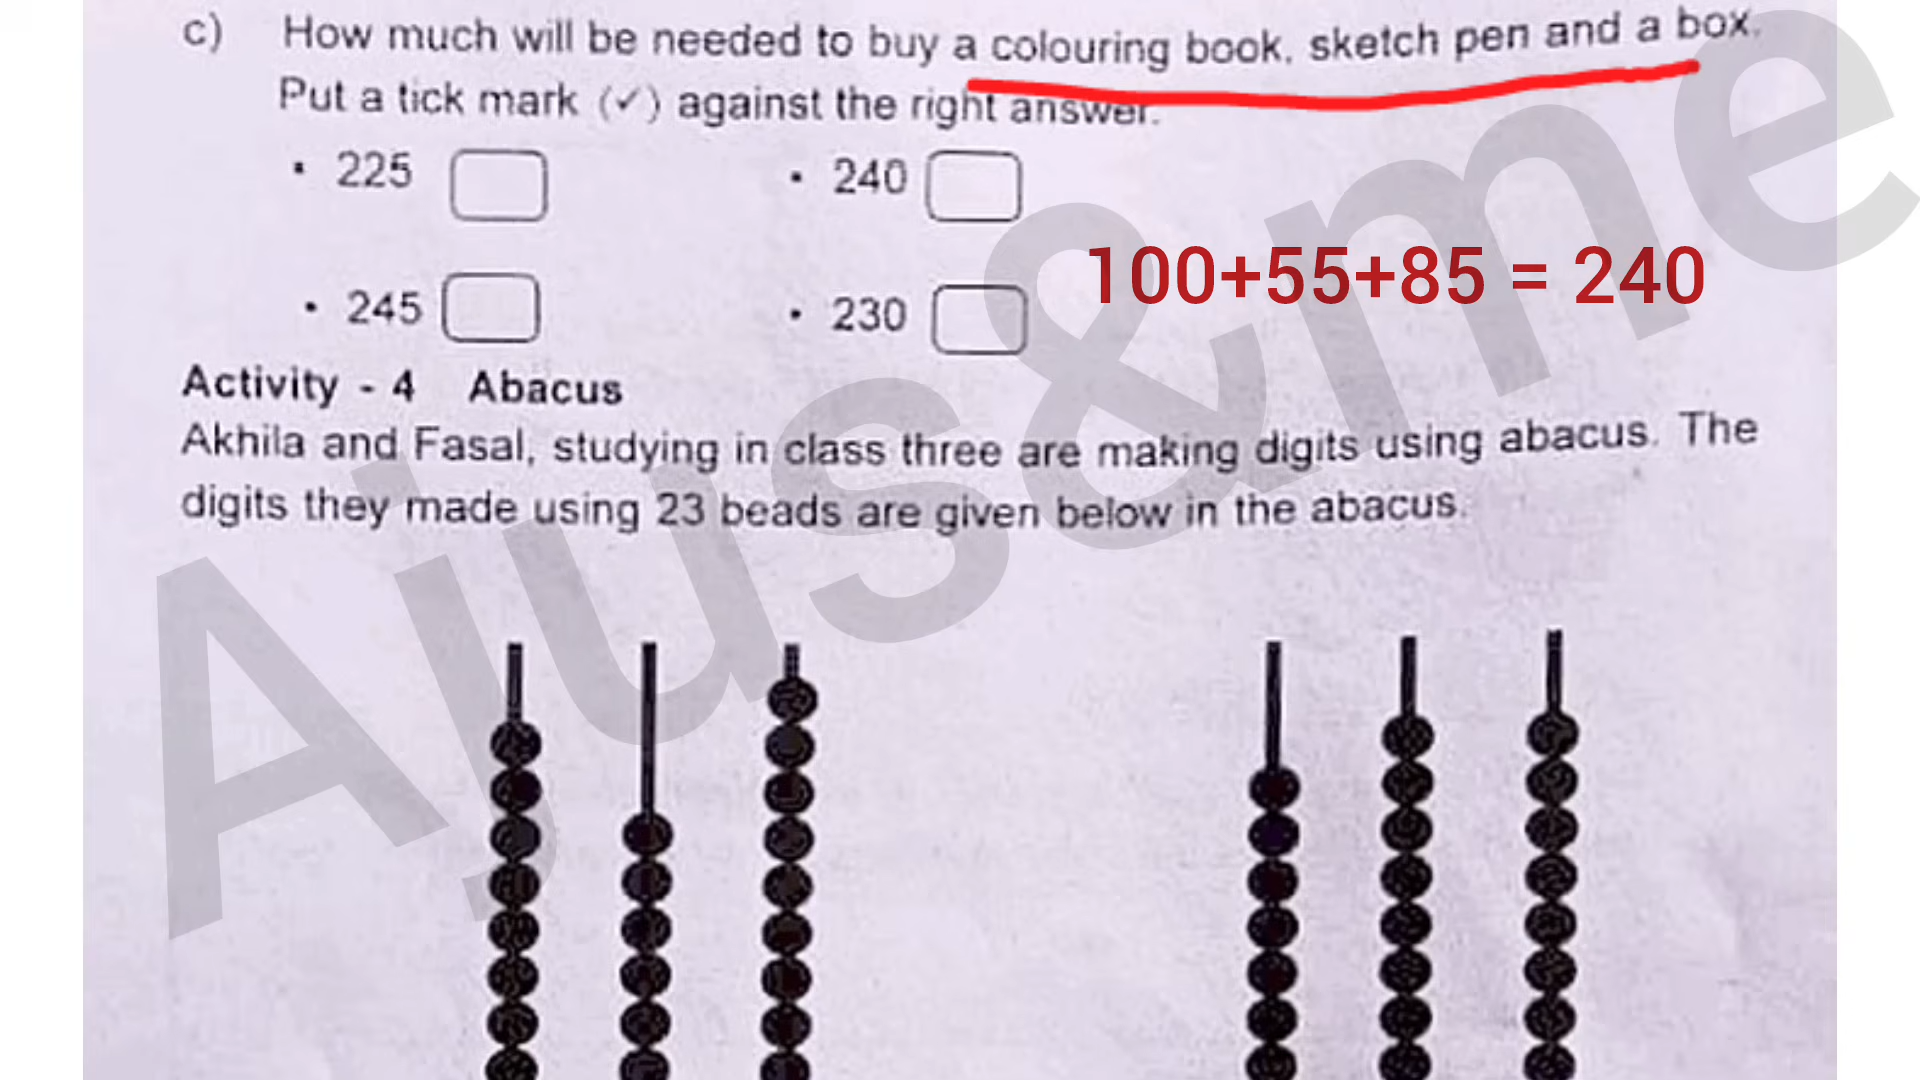 c) How much will be needed to buy a colouring book, sketch pen and a box.
Put a tick mark (✓) against the right answer.
• 225 • 240
100+55+85 = 240
• 245 • 230
Activity - 4 Abacus
Akhila and Fasal, studying in class three are making digits using abacus. The
digits they made using 23 beads are given below in the abacus.
Ajus&me